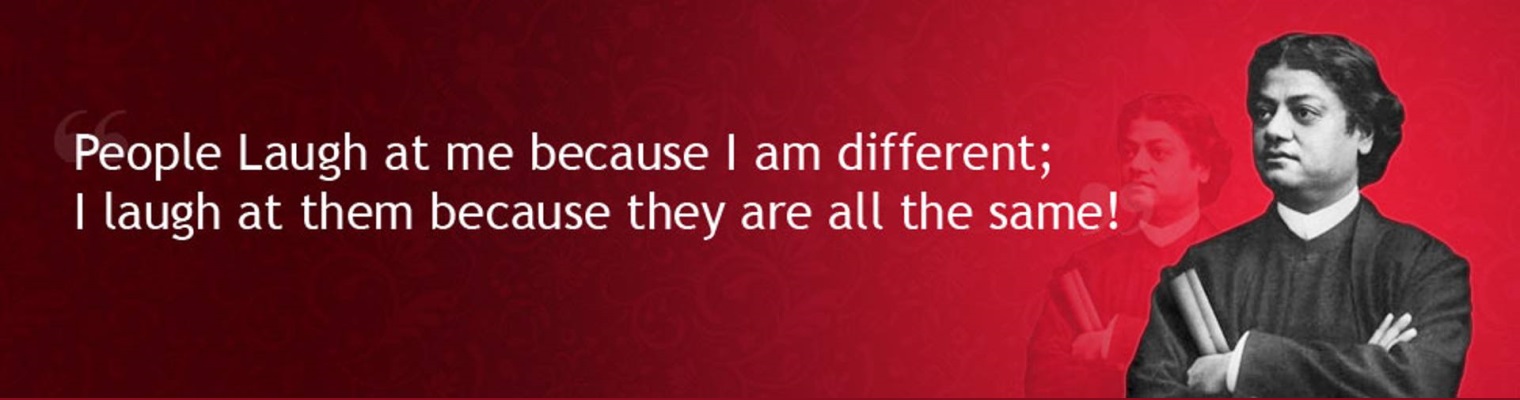 People Laugh at me because I am different;
I laugh at them because they are all the same!